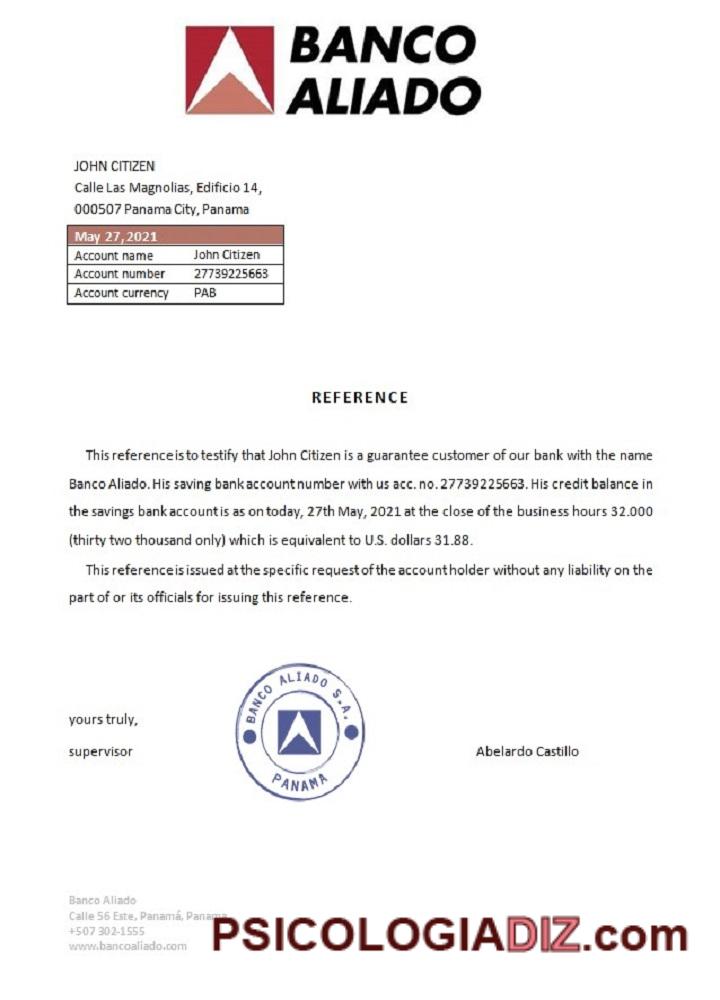 BANCO
ALIADO
JOHN CITIZEN
Calle Las Magnolias, Edificio 14,
000507 Panama City, Panama
May 27, 2021
Account name John Citizen
Account number 27739225663
Account currency PAB
REFERENCE
This reference is to testify that John Citizen is a guarantee customer of our bank with the name
Banco Aliado. His saving bank account number with us acc. no. 27739225663. His credit balance in
the savings bank account is as on today, 27th May, 2021 at the close of the business hours 32.000
(thirty two thousand only) which is equivalent to U.S. dollars 31.88.
This reference is issued at the specific request of the account holder without any liability on the
part of or its officials for issuing this reference.
BANCO ALIADO S.A.
PANAMA
yours truly,
supervisor Abelardo Castillo
Banco Aliado
Calle 56 Este, Panamá, Panama
+507 302-1555
www.bancoaliado.com
PSICOLOGIADIZ.com